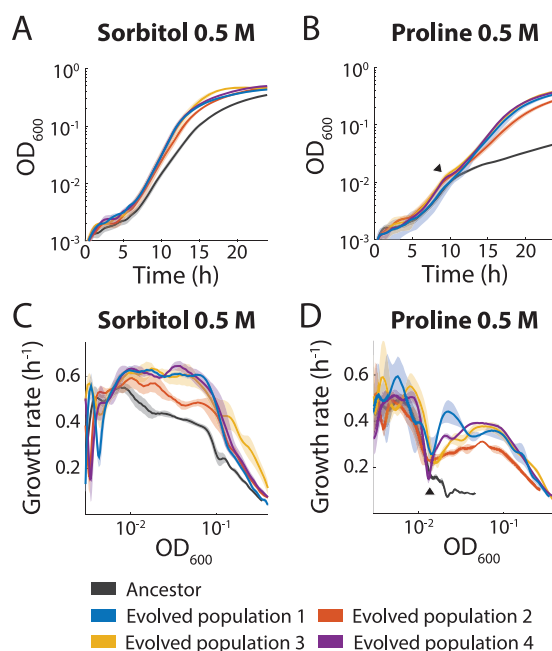 A Sorbitol 0.5 M
B Proline 0.5 M
OD600
10⁰
10⁻¹
10⁻²
10⁻³
0 5 10 15 20
Time (h)
OD600
10⁰
10⁻¹
10⁻²
10⁻³
0 5 10 15 20
Time (h)
C Sorbitol 0.5 M
D Proline 0.5 M
Growth rate (h⁻¹)
0.6
0.4
0.2
10⁻² 10⁻¹
OD600
Growth rate (h⁻¹)
0.6
0.4
0.2
10⁻² 10⁻¹
OD600
Ancestor
Evolved population 1
Evolved population 2
Evolved population 3
Evolved population 4